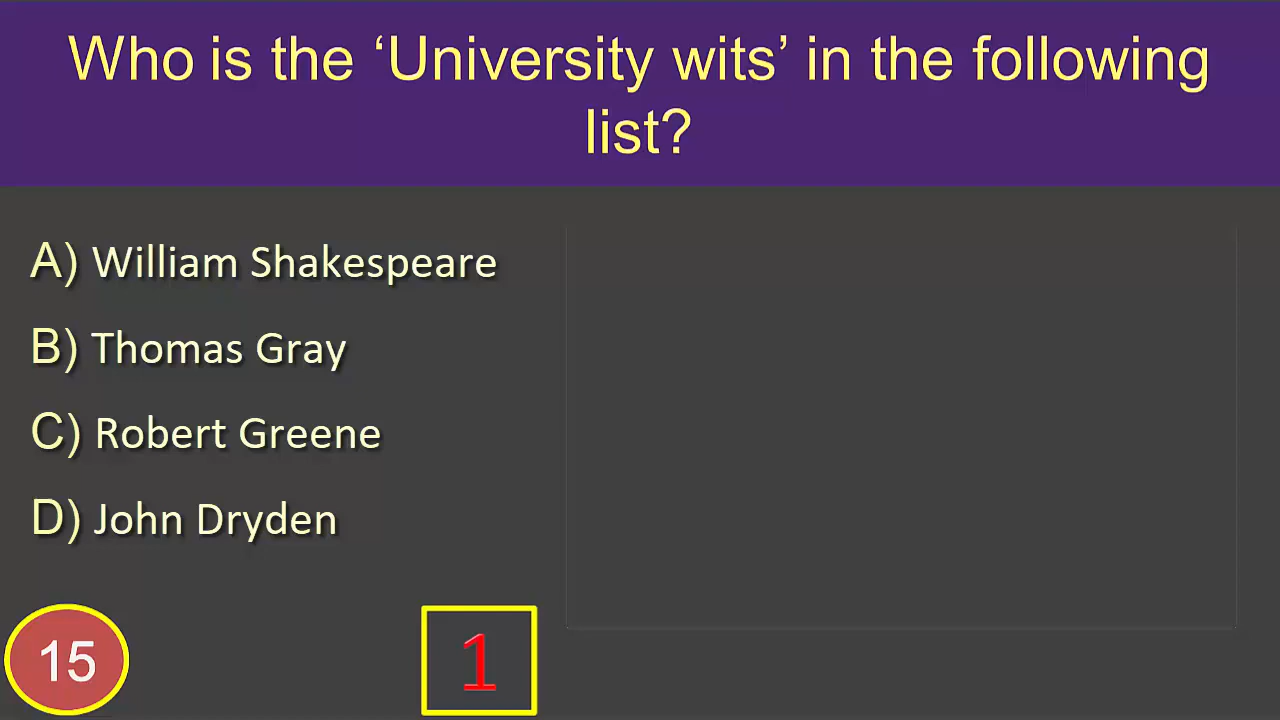 Who is the ‘University wits’ in the following
list?
A) William Shakespeare
B) Thomas Gray
C) Robert Greene
D) John Dryden
15
1